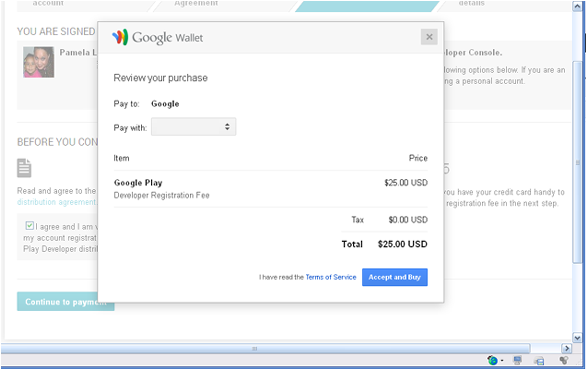 account
Agreement
details
YOU ARE SIGNED
Pamela L
loper Console.
lowing options below. If you are an
ng a personal account.
Google Wallet
Review your purchase
Pay to: Google
Pay with:
Item Price
Google Play $25.00 USD
Developer Registration Fee
Tax $0.00 USD
Total $25.00 USD
I have read the Terms of Service Accept and Buy
BEFORE YOU CON
Read and agree to the
distribution agreement
you have your credit card handy to
registration fee in the next step.
I agree and I am v
my account registrat
Play Developer distri
Continue to paym